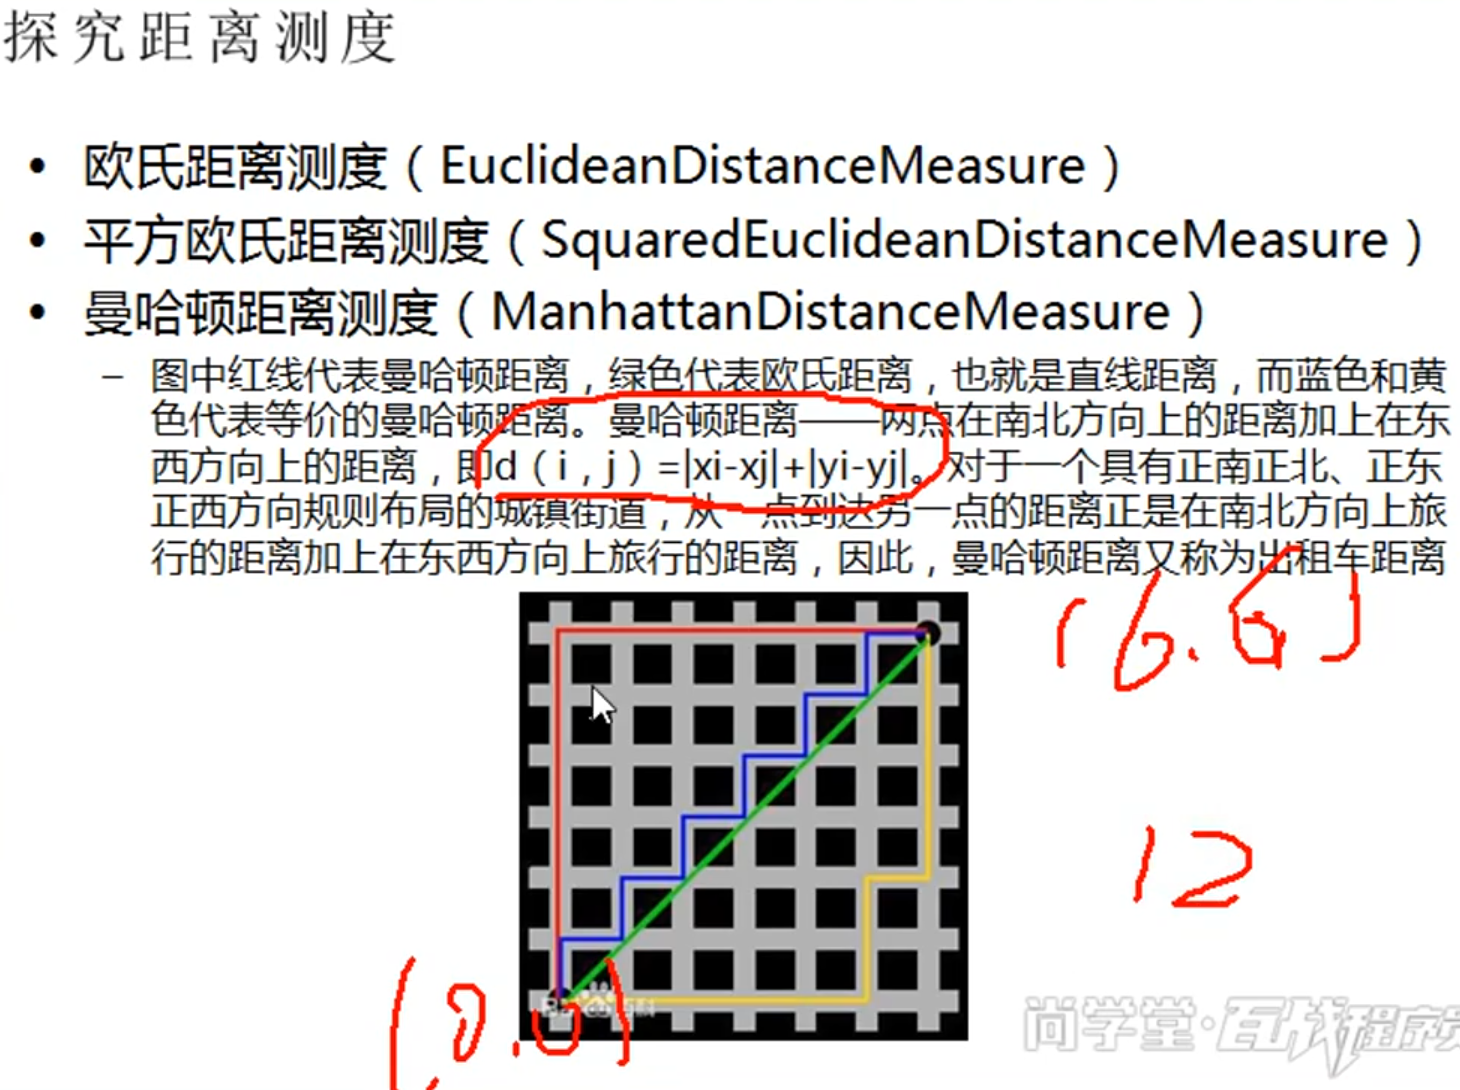 探究距离测度
• 欧氏距离测度（EuclideanDistanceMeasure）
• 平方欧氏距离测度（SquaredEuclideanDistanceMeasure）
• 曼哈顿距离测度（ManhattanDistanceMeasure）
– 图中红线代表曼哈顿距离，绿色代表欧氏距离，也就是直线距离，而蓝色和黄
色代表等价的曼哈顿距离。曼哈顿距离——两点在南北方向上的距离加上在东
西方向上的距离，即d（i，j）=|xi-xj|+|yi-yj|。对于一个具有正南正北、正东
正西方向规则布局的城镇街道，从一点到达另一点的距离正是在南北方向上旅
行的距离加上在东西方向上旅行的距离，因此，曼哈顿距离又称为出租车距离
(6.6)
12
(0.0)
尚学堂·百战程序员